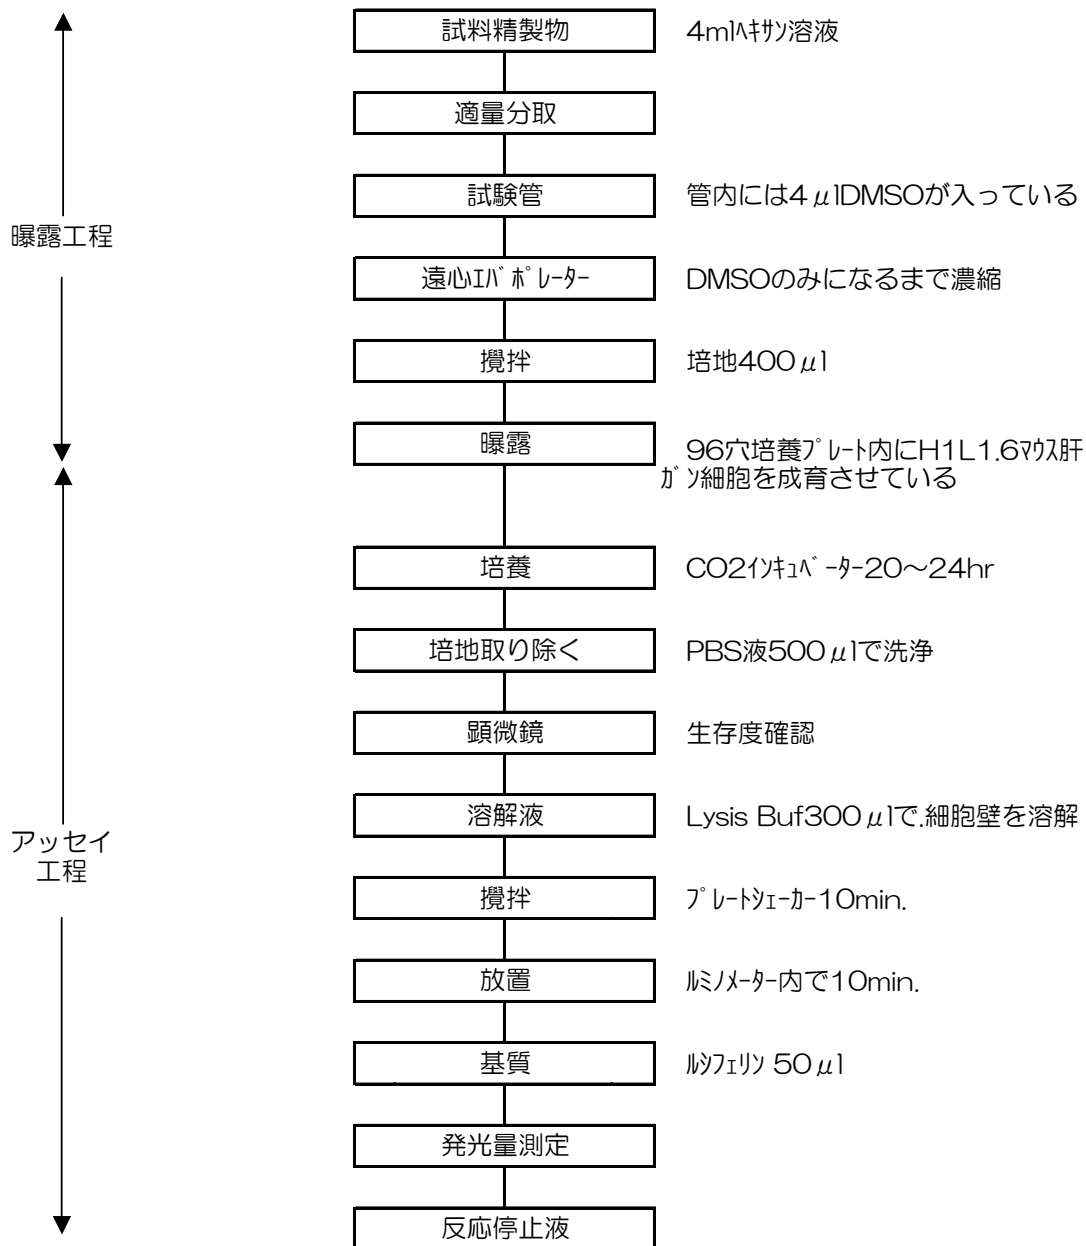 試料精製物 4mlﾍｷｻﾝ溶液
適量分取
試験管 管内には4μlDMSOが入っている
曝露工程
遠心ｴﾊﾞﾎﾟﾚｰﾀｰ DMSOのみになるまで濃縮
攪拌 培地400μl
曝露 96穴培養ﾌﾟﾚｰﾄ内にH1L1.6ﾏｳｽ肝
ｶﾞﾝ細胞を成育させている
培養 CO2ｲﾝｷｭﾍﾞｰﾀｰ20～24hr
培地取り除く PBS液500μlで洗浄
顕微鏡 生存度確認
溶解液 Lysis Buf300μlで.細胞壁を溶解
アッセイ
工程
攪拌 ﾌﾟﾚｰﾄｼｪｰｶｰ10min.
放置 ﾙﾐﾉﾒｰﾀｰ内で10min.
基質 ﾙｼﾌｪﾘﾝ 50μl
発光量測定
反応停止液